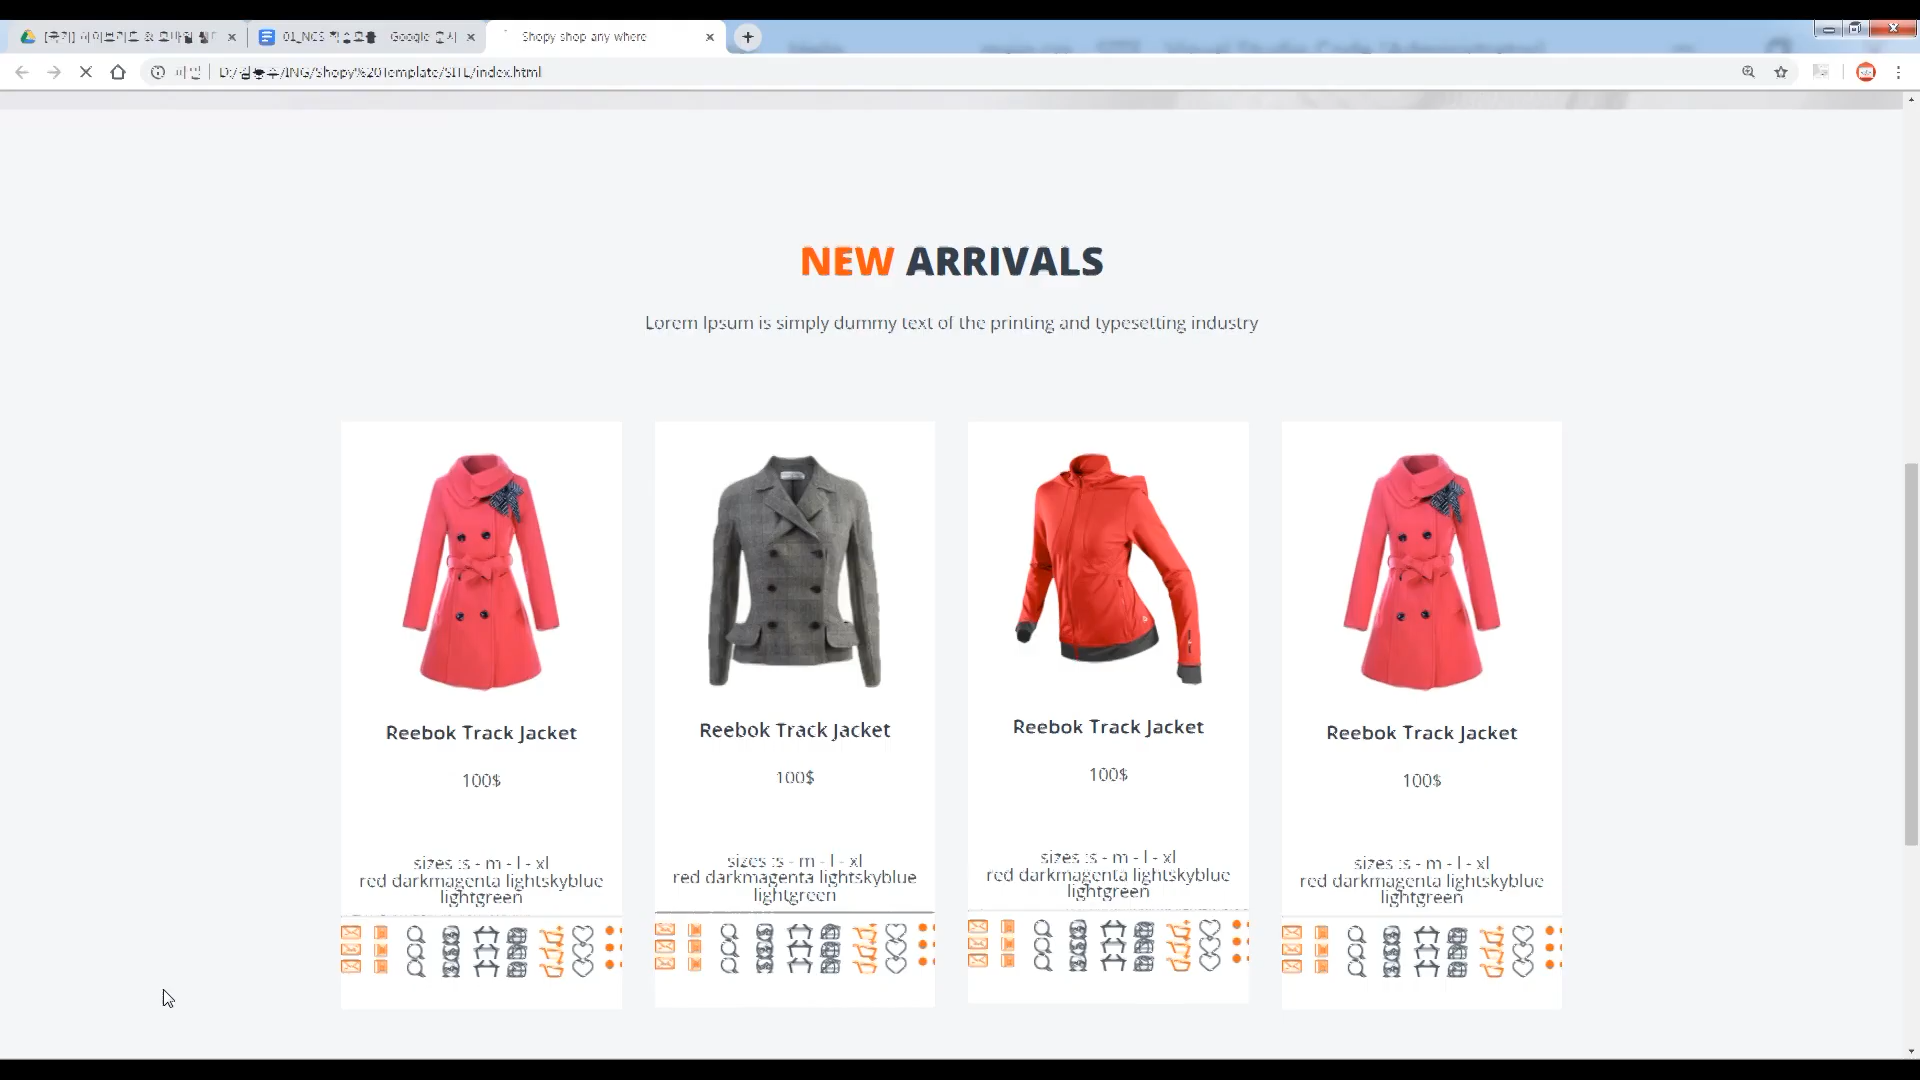 01_NCS
Google
Shopy shop any where
NEW ARRIVALS
Lorem Ipsum is simply dummy text of the printing and typesetting industry
Reebok Track Jacket
100$
sizes :s - m - l - xl
red darkmagenta lightskyblue
lightgreen
Reebok Track Jacket
100$
sizes :s - m - l - xl
red darkmagenta lightskyblue
lightgreen
Reebok Track Jacket
100$
sizes :s - m - l - xl
red darkmagenta lightskyblue
lightgreen
Reebok Track Jacket
100$
sizes :s - m - l - xl
red darkmagenta lightskyblue
lightgreen